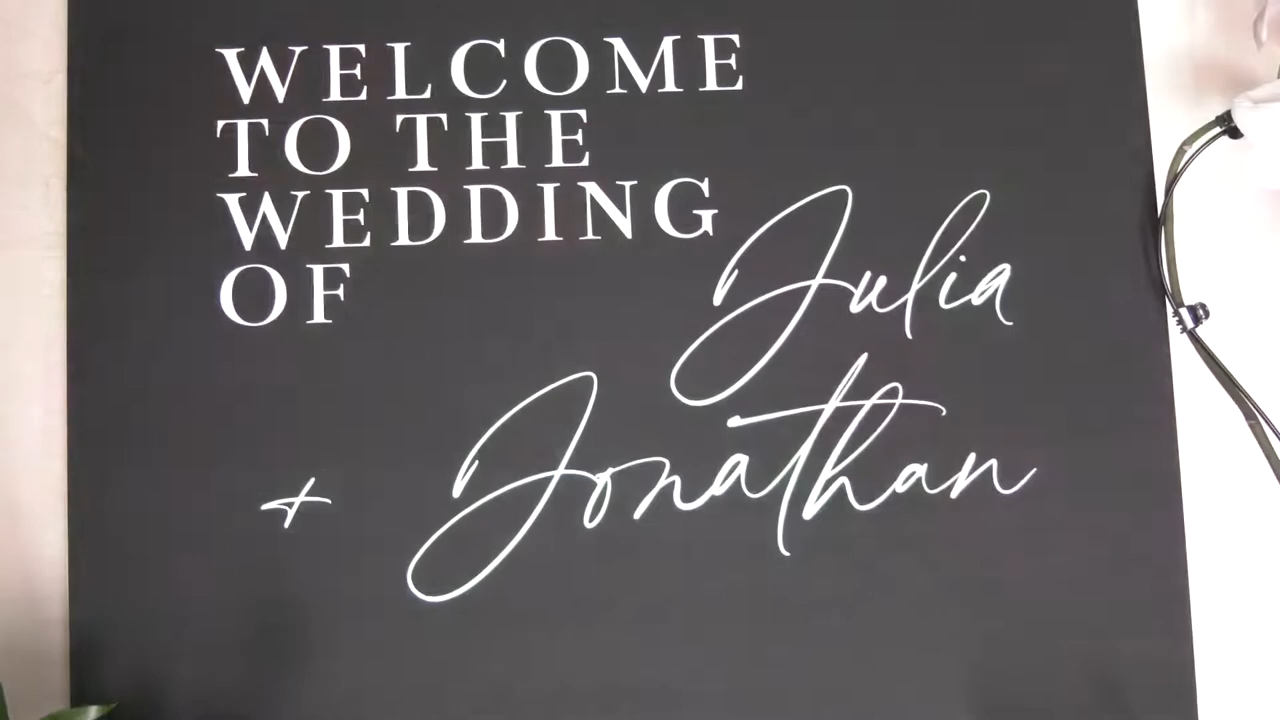 WELCOME
TO THE
WEDDING
OF
Julia
+ Jonathan